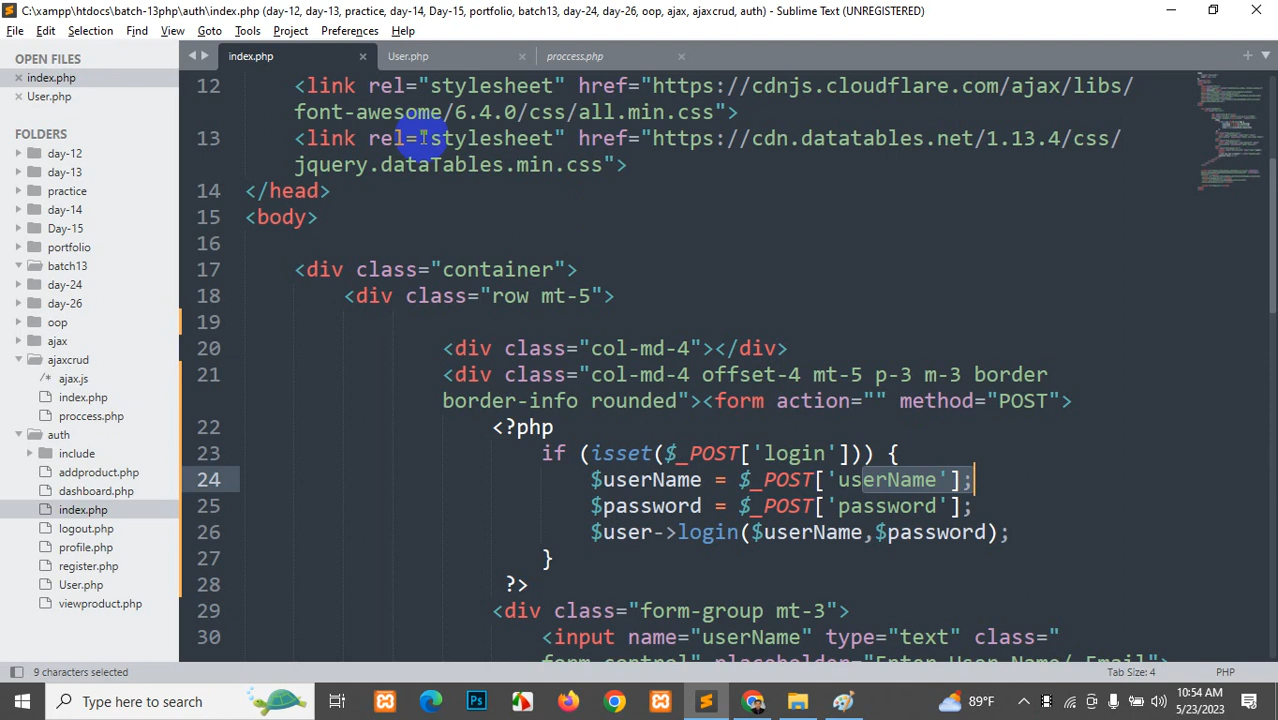 C:\xampp\htdocs\batch-13php\auth\index.php (day-12, day-13, practice, day-14, Day-15, portfolio, batch13, day-24, day-26, oop, ajax, ajaxcrud, auth) - Sublime Text (UNREGISTERED)
File Edit Selection Find View Goto Tools Project Preferences Help
OPEN FILES
index.php
User.php
FOLDERS
day-12
day-13
practice
day-14
Day-15
portfolio
batch13
day-24
day-26
oop
ajax
ajaxcrud
ajax.js
index.php
proccess.php
auth
include
addproduct.php
dashboard.php
index.php
logout.php
profile.php
register.php
User.php
viewproduct.php
index.php User.php proccess.php
12 <link rel="stylesheet" href="https://cdnjs.cloudflare.com/ajax/libs/
font-awesome/6.4.0/css/all.min.css">
13 <link rel="stylesheet" href="https://cdn.datatables.net/1.13.4/css/
jquery.dataTables.min.css">
14 </head>
15 <body>
16
17 <div class="container">
18 <div class="row mt-5">
19
20 <div class="col-md-4"></div>
21 <div class="col-md-4 offset-4 mt-5 p-3 m-3 border
border-info rounded"><form action="" method="POST">
22 <?php
23 if (isset($_POST['login'])) {
24 $userName = $_POST['userName'];
25 $password = $_POST['password'];
26 $user->login($userName,$password);
27 }
28 ?>
29 <div class="form-group mt-3">
30 <input name="userName" type="text" class="
form-control" placeholder="Enter User Name/ Email">
9 characters selected Tab Size: 4 PHP
Type here to search 89°F 10:54 AM
5/23/2023